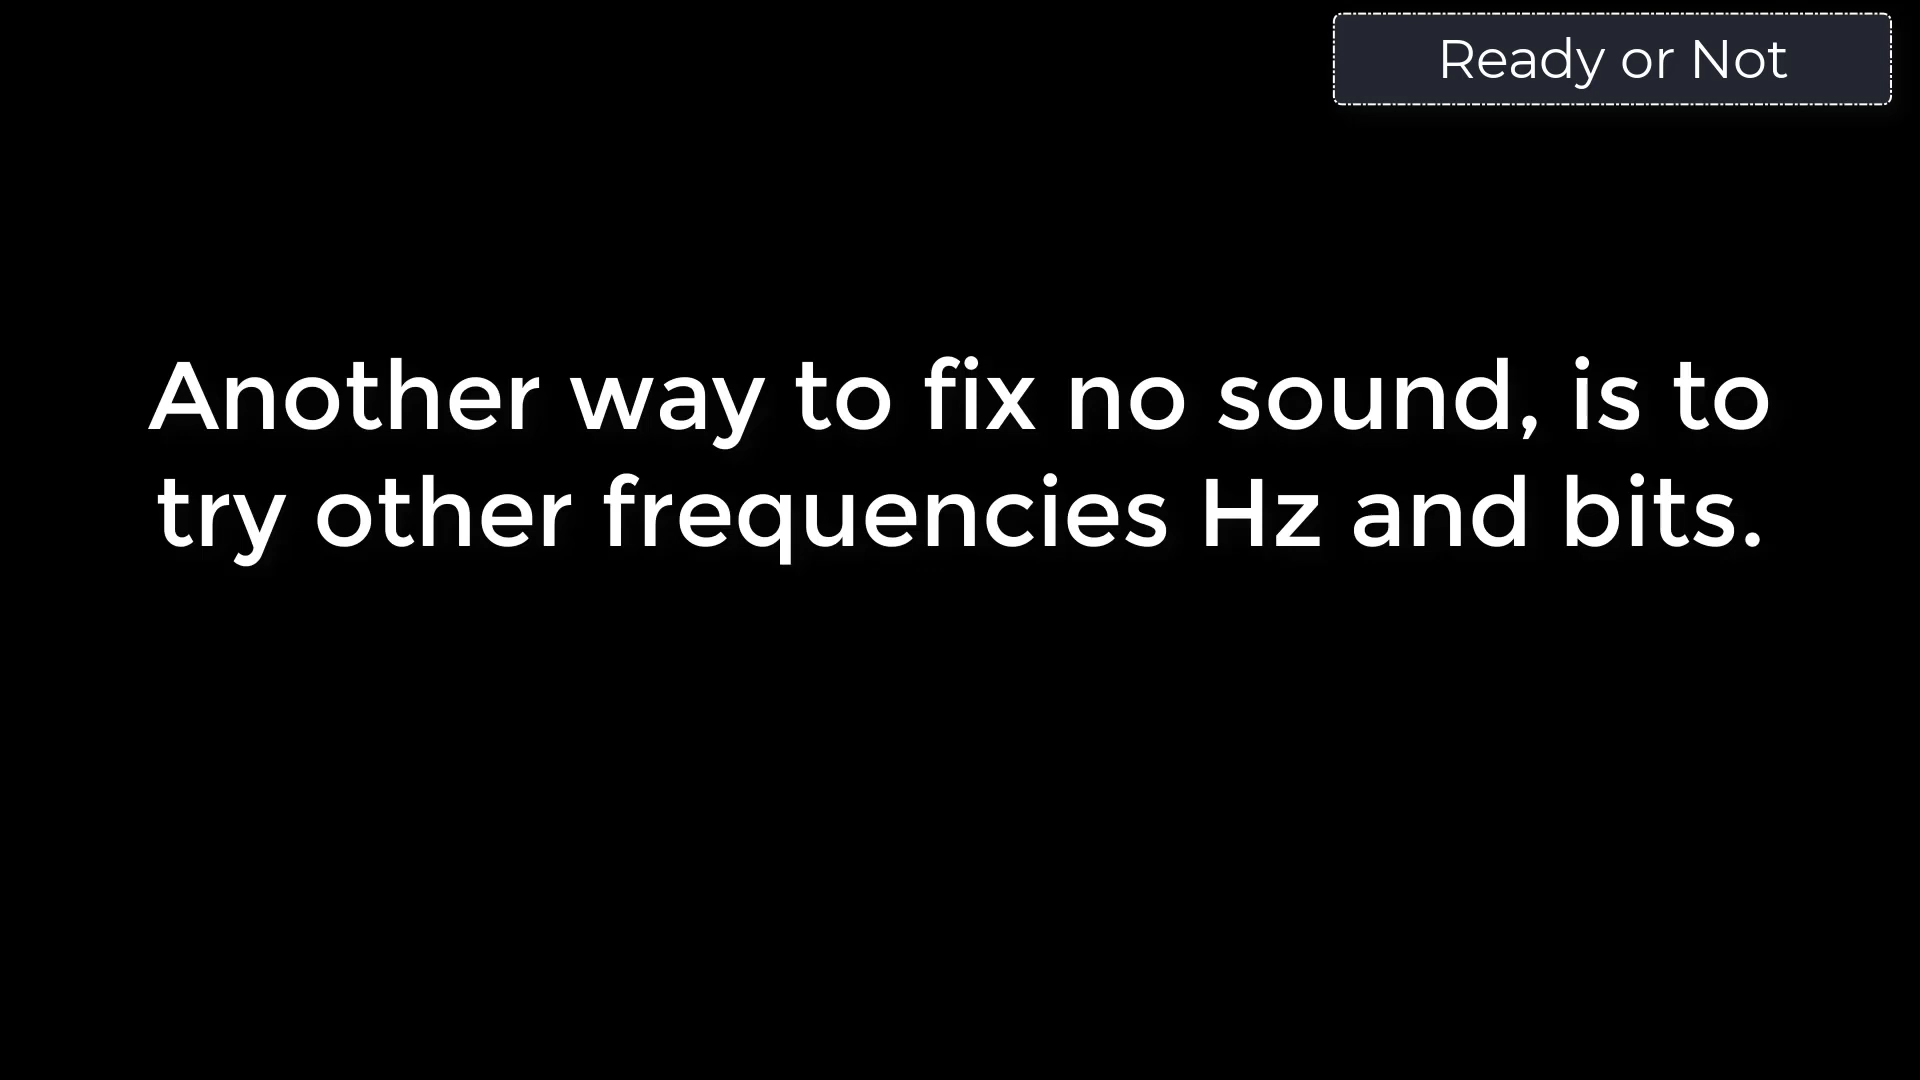 Ready or Not
Another way to fix no sound, is to
try other frequencies Hz and bits.